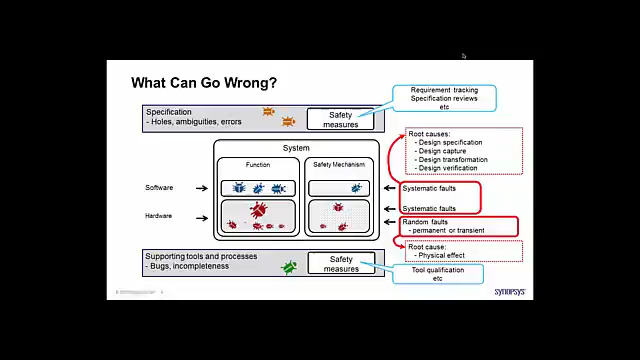 What Can Go Wrong?
Specification
- Holes, ambiguities, errors
Safety
measures
Requirement tracking
Specification reviews
etc
System
Function
Safety Mechanism
Software
Hardware
Root causes:
- Design specification
- Design capture
- Design transformation
- Design verification
Systematic faults
Systematic faults
Random faults
- permanent or transient
Root cause:
- Physical effect
Supporting tools and processes
- Bugs, incompleteness
Safety
measures
Tool qualification
etc
SYNOPSYS